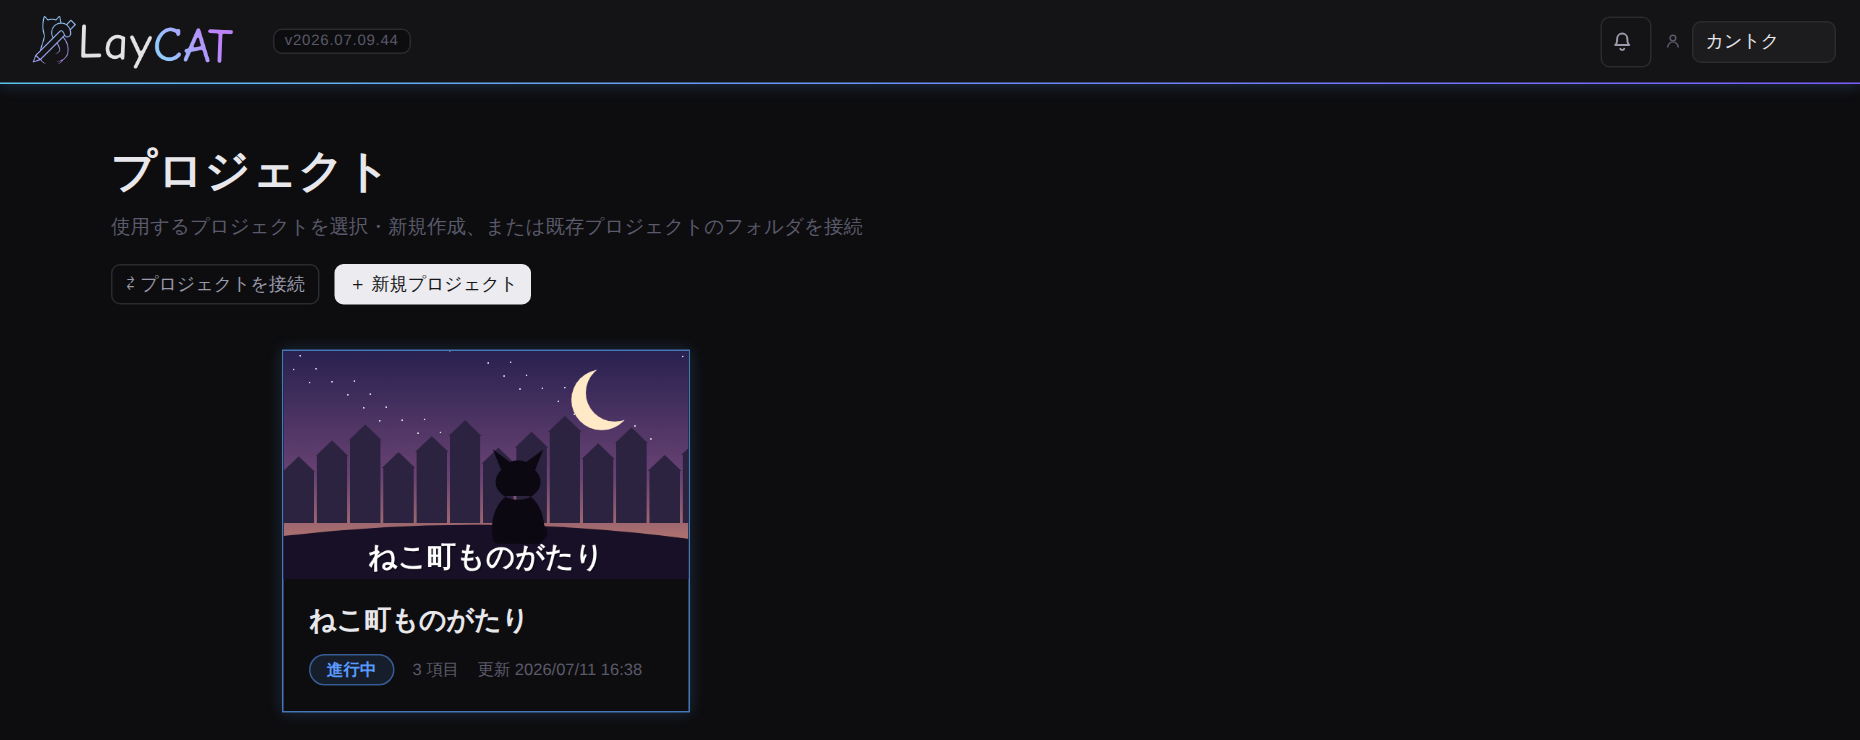 LayCAT
v2026.07.09.44
カントク
プロジェクト
使用するプロジェクトを選択・新規作成、または既存プロジェクトのフォルダを接続
⇄ プロジェクトを接続
＋ 新規プロジェクト
ねこ町ものがたり
ねこ町ものがたり
進行中 3 項目 更新 2026/07/11 16:38